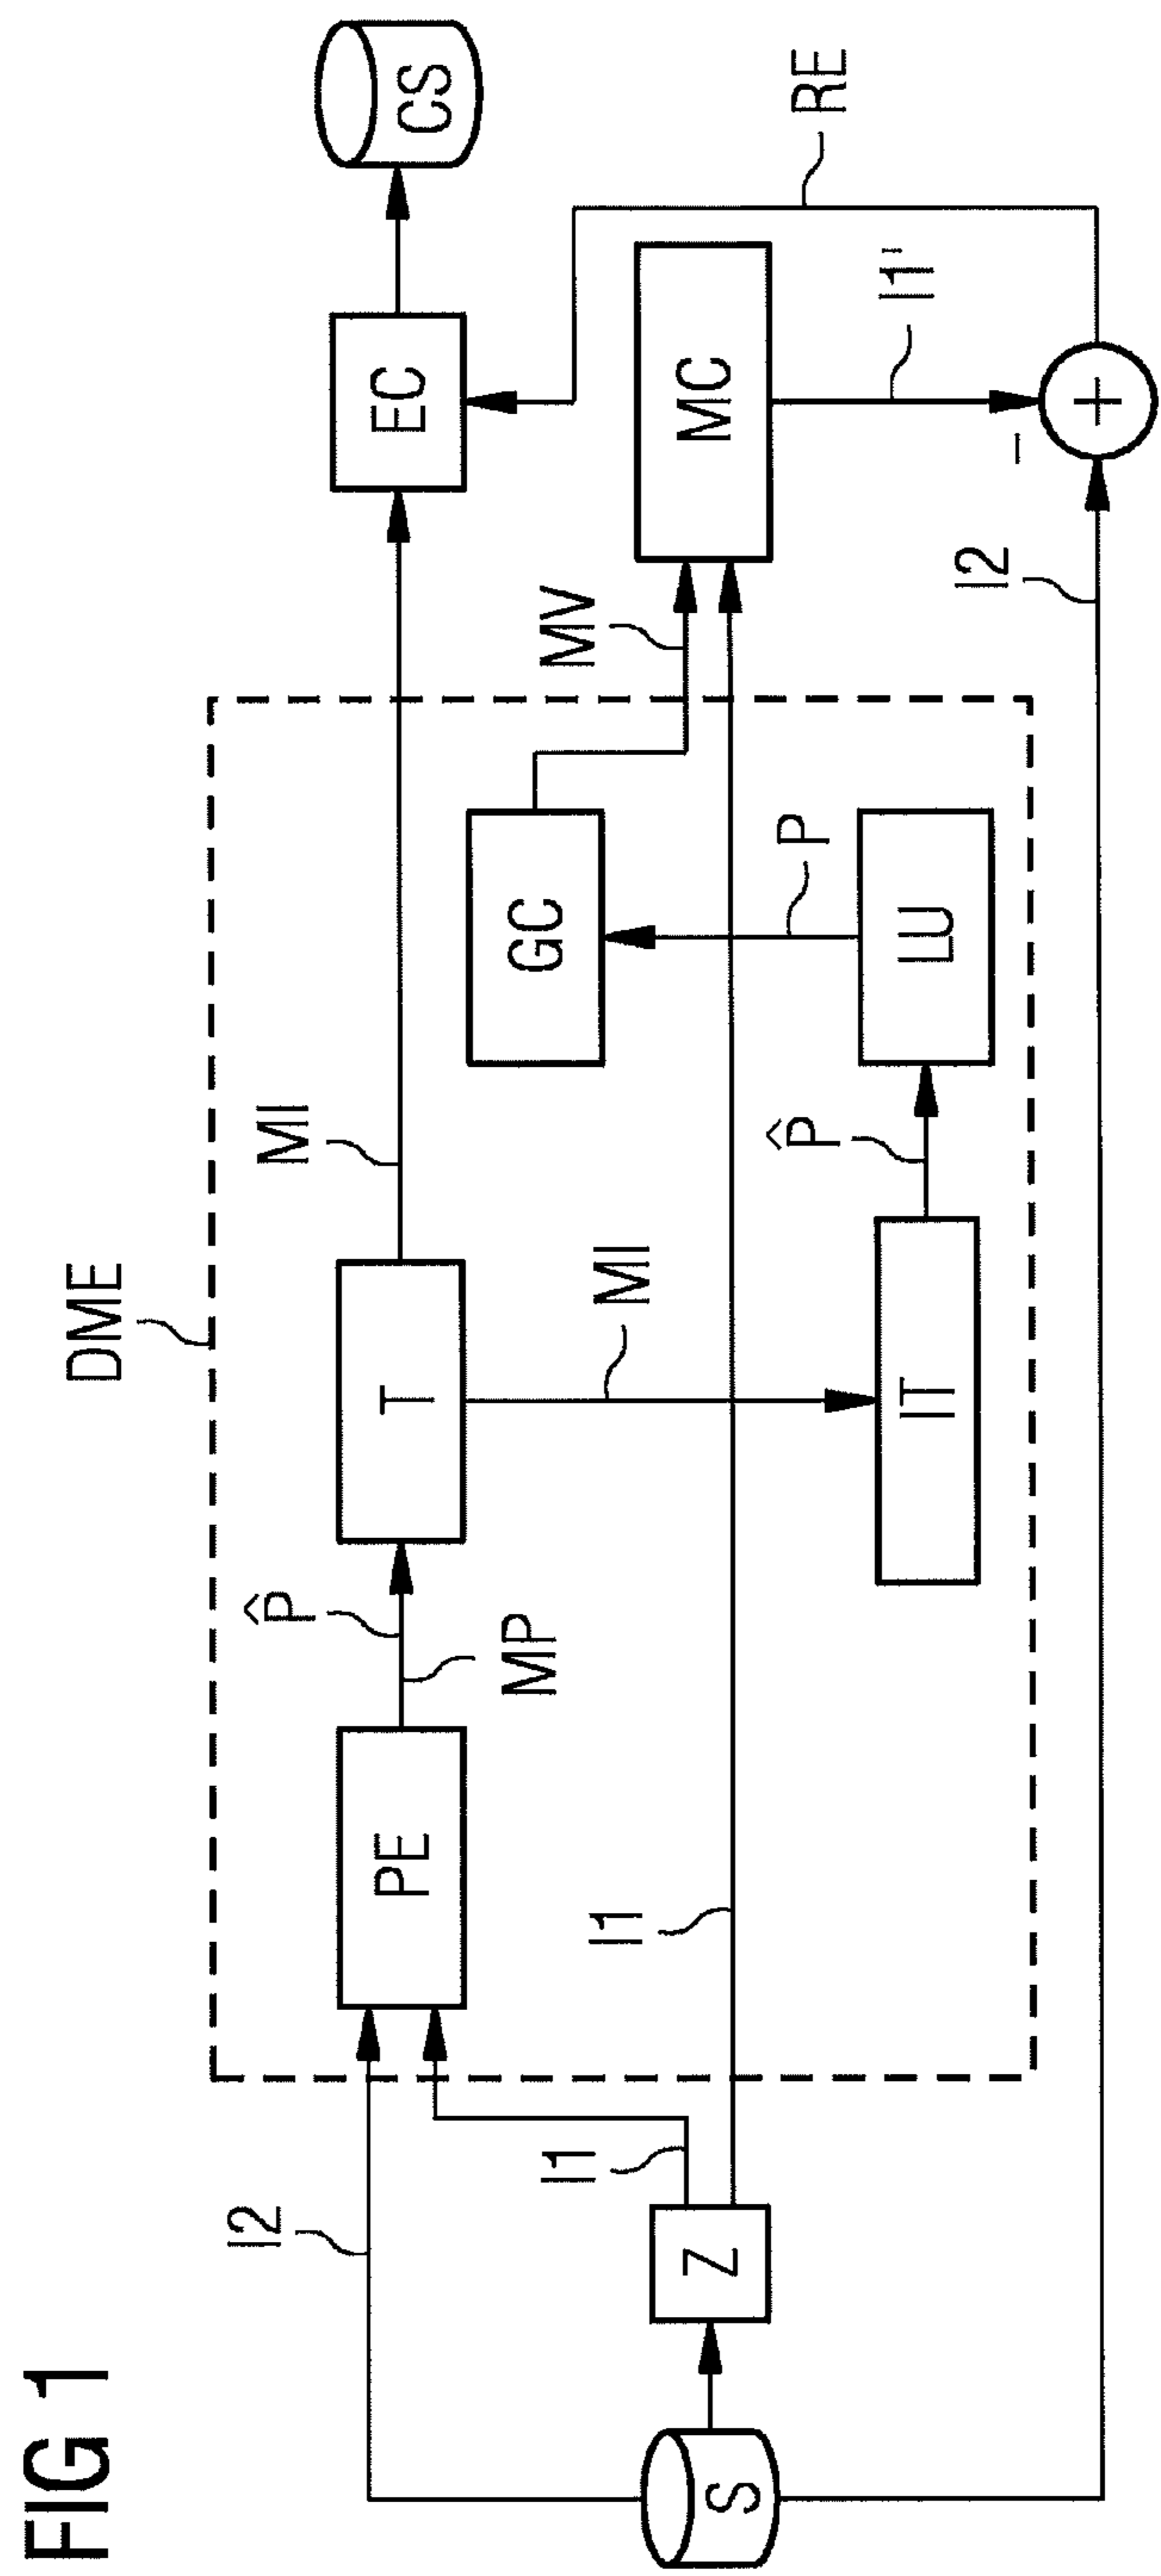 FIG 1
DME
I2
P̂
MI
EC
CS
PE
MP
T
MI
GC
MV
MC
RE
I1
Z
I1
P
I1'
S
IT
P̂
LU
I2
-
+